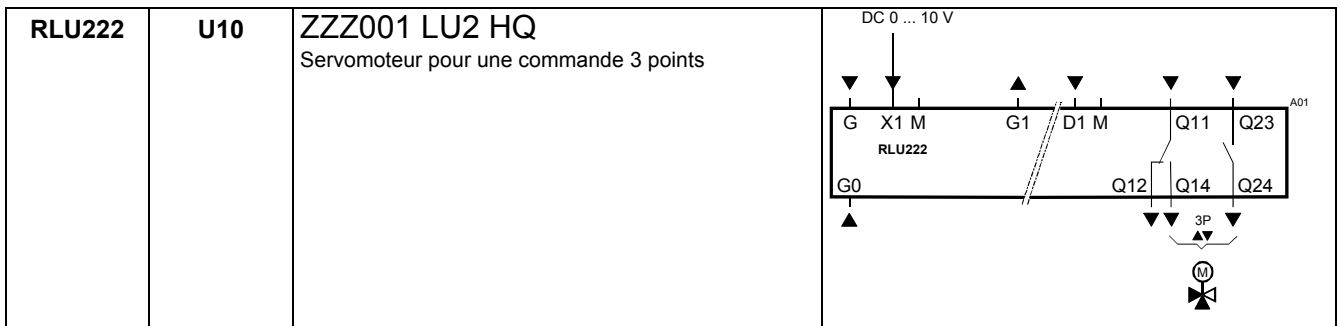 RLU222 U10 ZZZ001 LU2 HQ
Servomoteur pour une commande 3 points
DC 0 ... 10 V
A01
G X1 M G1 D1 M Q11 Q23
RLU222
G0 Q12 Q14 Q24
3P
M